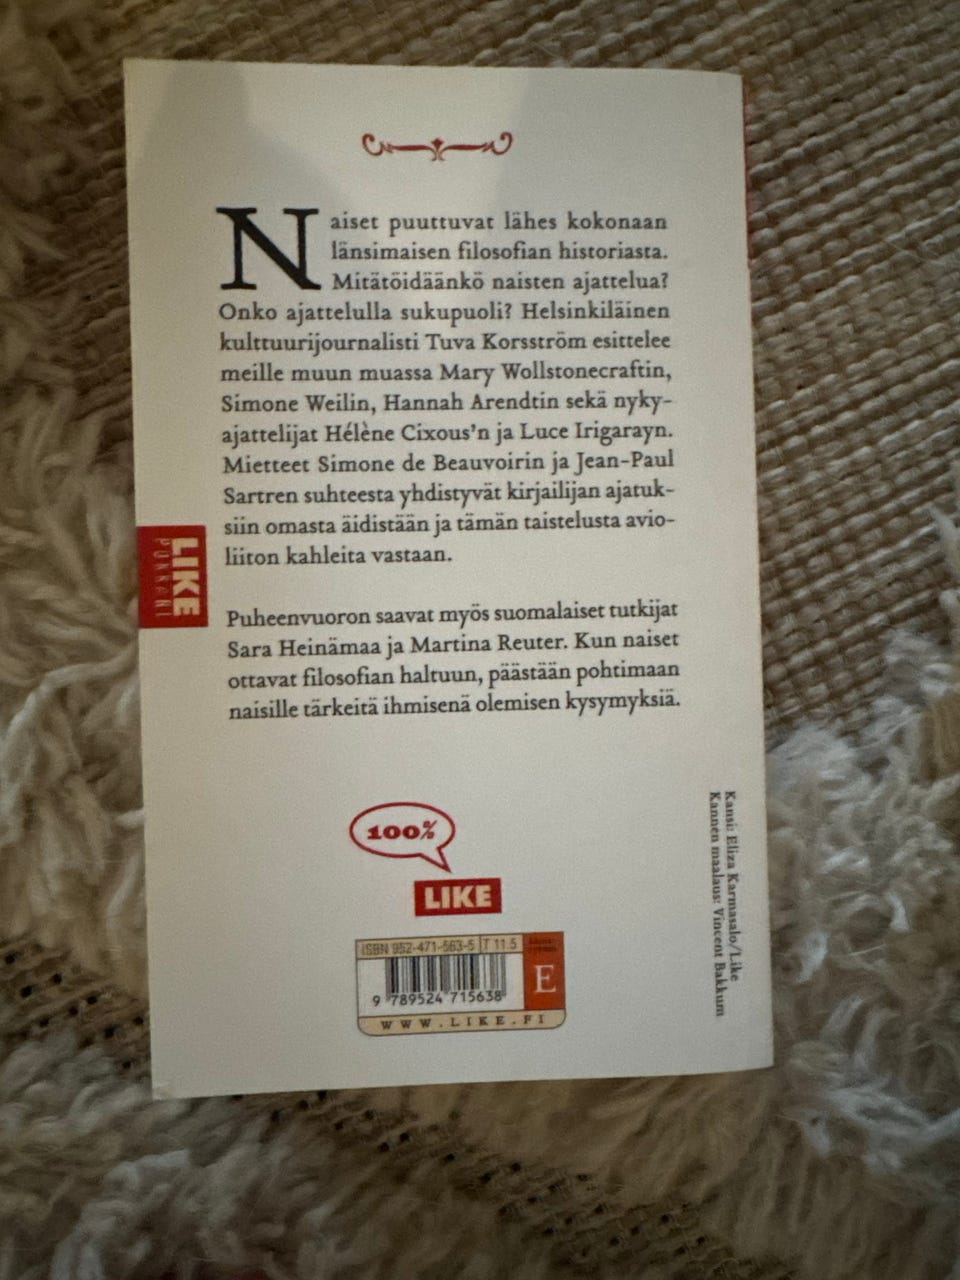 Naiset puuttuvat lähes kokonaan
länsimaisen filosofian historiasta.
Mitätöidäänkö naisten ajattelua?
Onko ajattelulla sukupuoli? Helsinkiläinen
kulttuurijournalisti Tuva Korsström esittelee
meille muun muassa Mary Wollstonecraftin,
Simone Weilin, Hannah Arendtin sekä nyky-
ajattelijat Hélène Cixous'n ja Luce Irigarayn.
Mietteet Simone de Beauvoirin ja Jean-Paul
Sartren suhteesta yhdistyvät kirjailijan ajatuk-
siin omasta äidistään ja tämän taistelusta avio-
liiton kahleita vastaan.
LIKE
POKKARI
Puheenvuoron saavat myös suomalaiset tutkijat
Sara Heinämaa ja Martina Reuter. Kun naiset
ottavat filosofian haltuun, päästään pohtimaan
naisille tärkeitä ihmisenä olemisen kysymyksiä.
Kansi: Eliza Karmasalo/Like
Kannen maalaus: Vincent Bakkum
100%
LIKE
ISBN 952-471-563-5 T 11.5
E
9 789524 715638
WWW.LIKE.FI